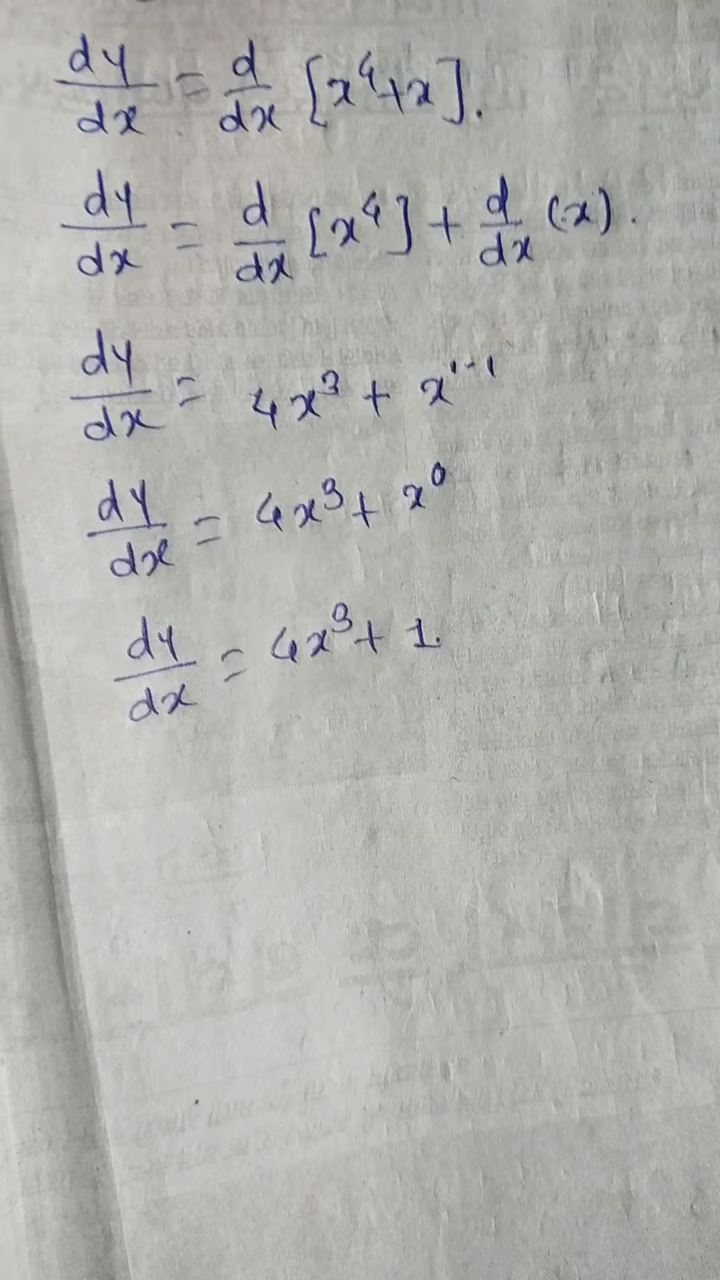 dy/dx = d/dx [x⁴+x].
dy/dx = d/dx [x⁴] + d/dx (x).
dy/dx = 4x³ + x¹⁻¹
dy/dx = 4x³ + x⁰
dy/dx = 4x³ + 1.